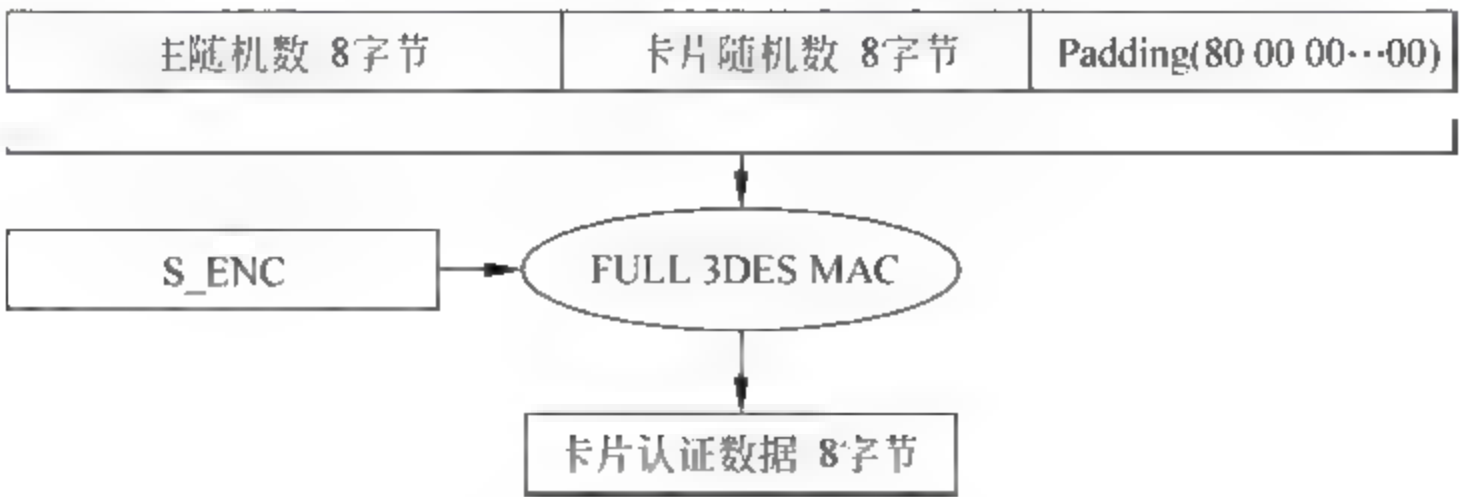 主随机数 8字节
卡片随机数 8字节
Padding(80 00 00…00)
S_ENC
FULL 3DES MAC
卡片认证数据 8字节